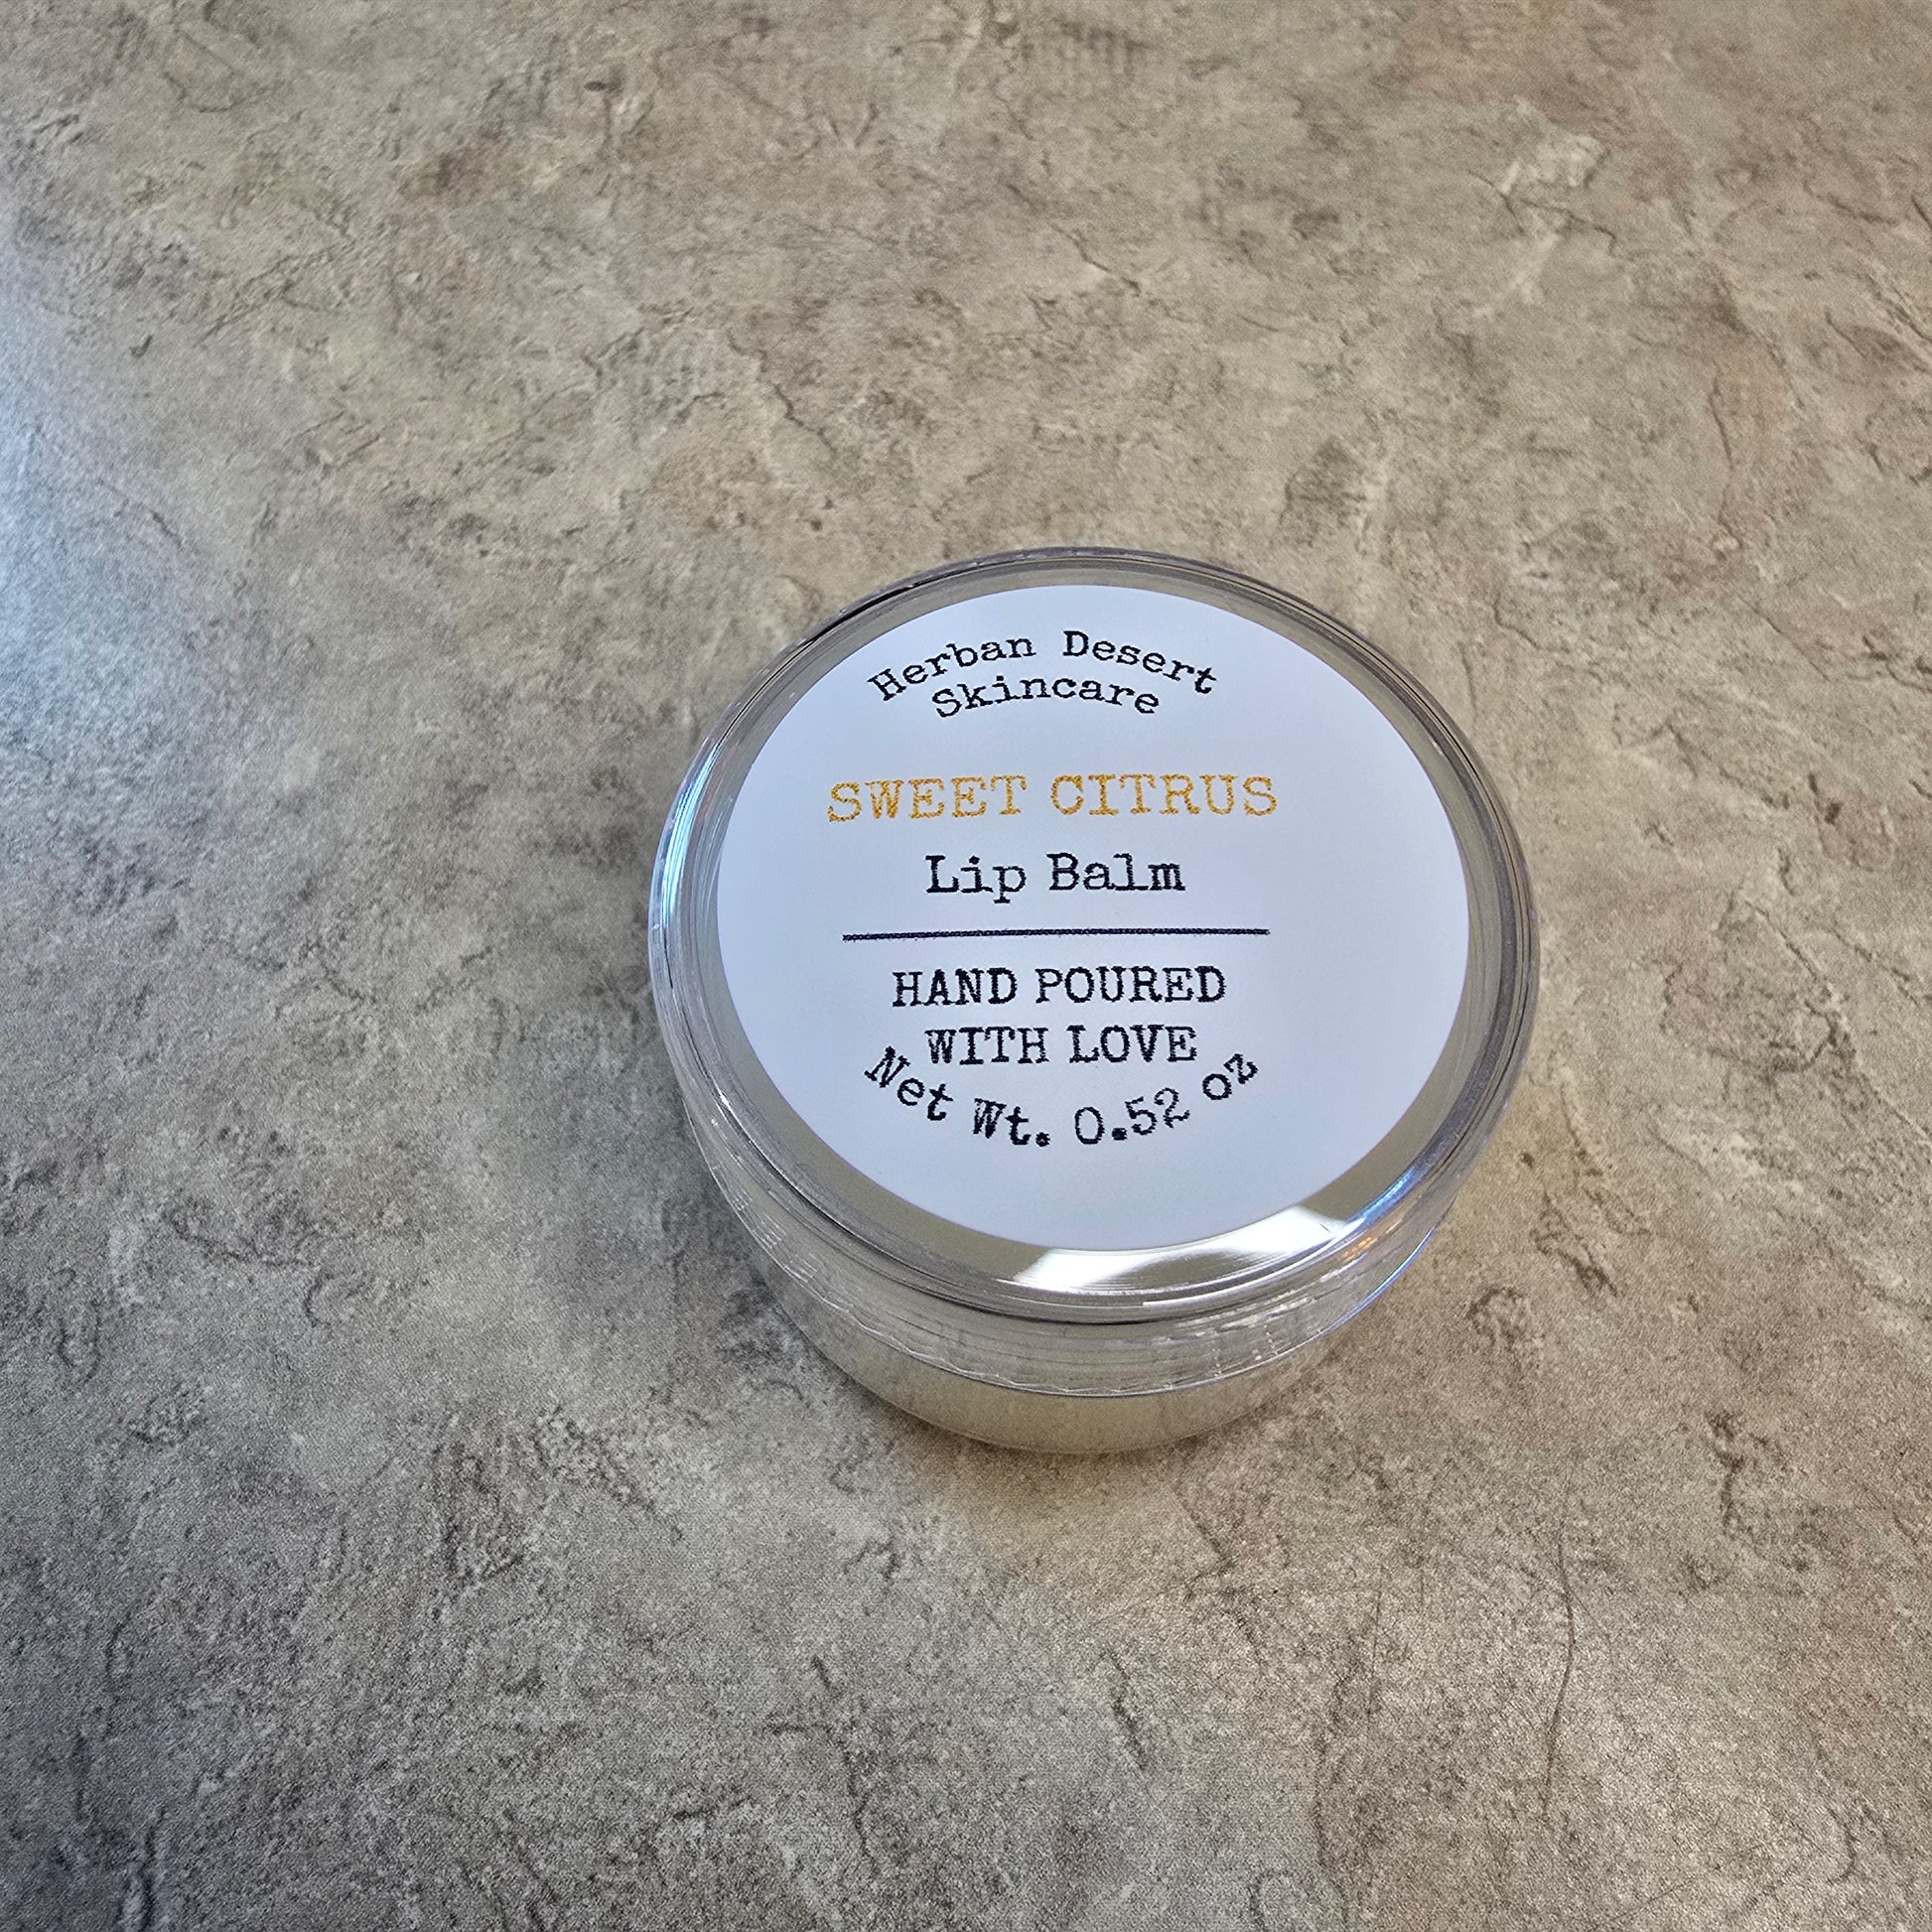 Herban Desert
Skincare
SWEET CITRUS
Lip Balm
HAND POURED
WITH LOVE
Net Wt. 0.52 oz